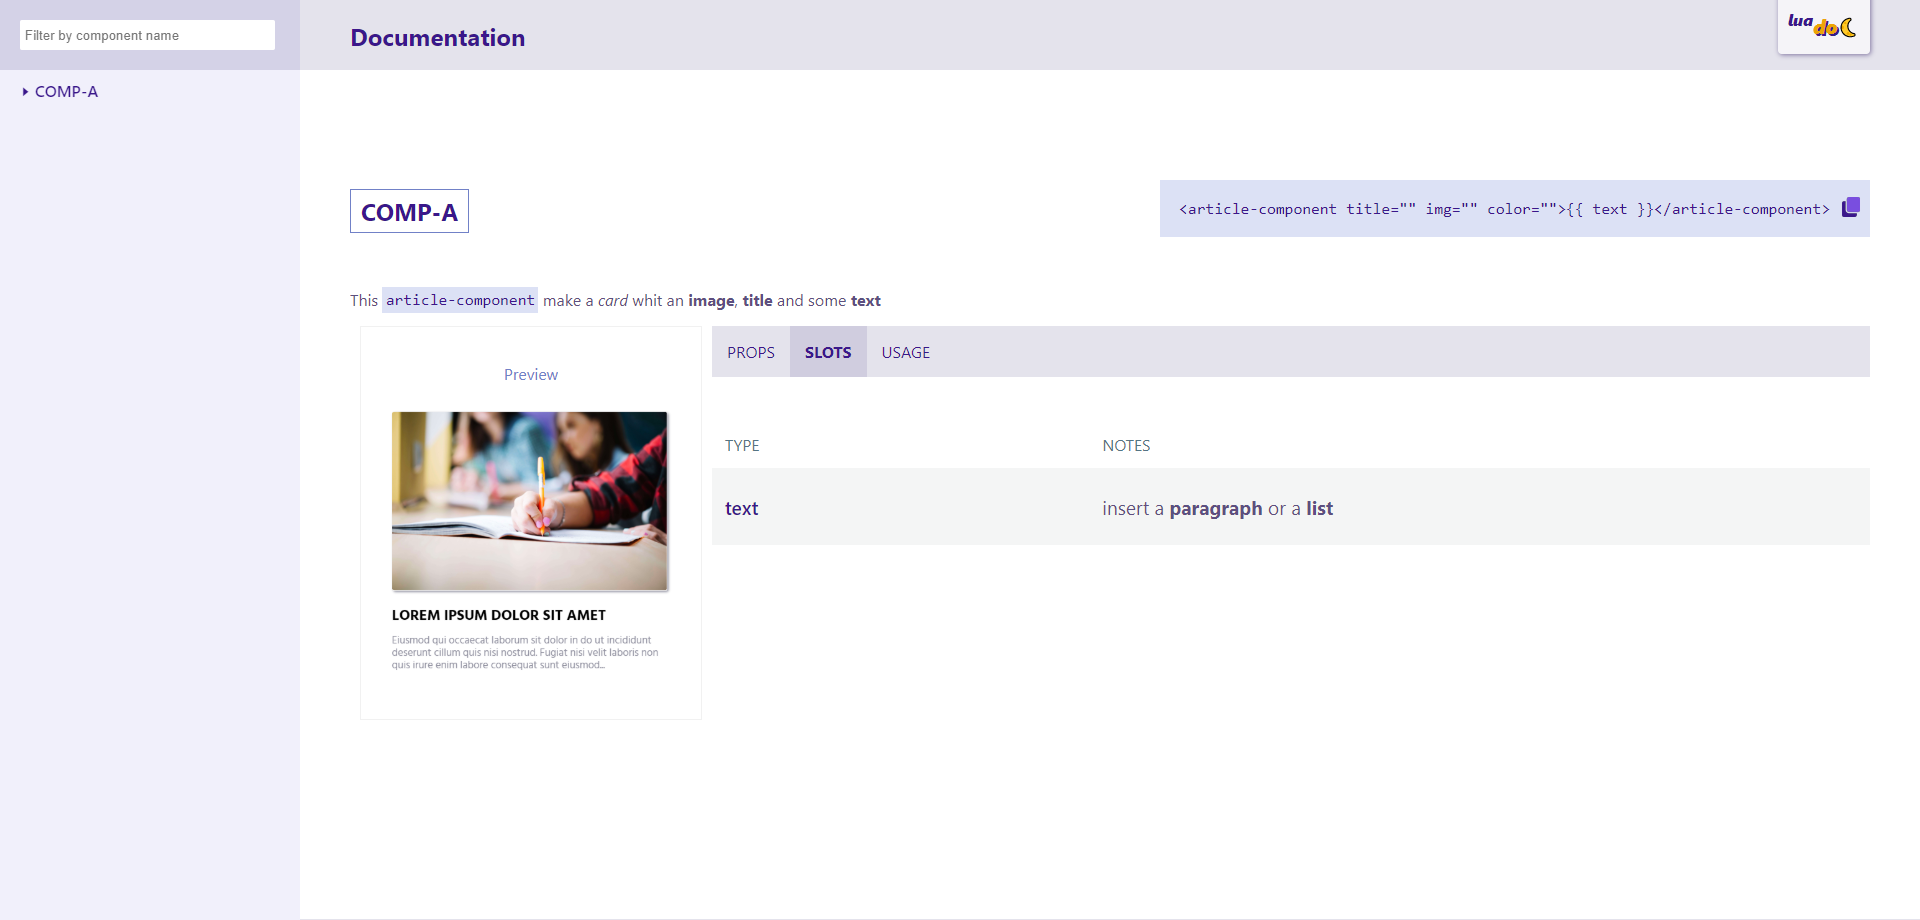 Filter by component name
Documentation
lua
do
COMP-A
COMP-A
<article-component title="" img="" color="">{{ text }}</article-component>
This article-component make a card whit an image, title and some text
Preview
LOREM IPSUM DOLOR SIT AMET
Eiusmod qui occaecat laborum sit dolor in do ut incididunt
deserunt cillum quis nisi nostrud. Fugiat nisi velit laboris non
quis irure enim labore consequat sunt eiusmod...
PROPS SLOTS USAGE
TYPE NOTES
text insert a paragraph or a list